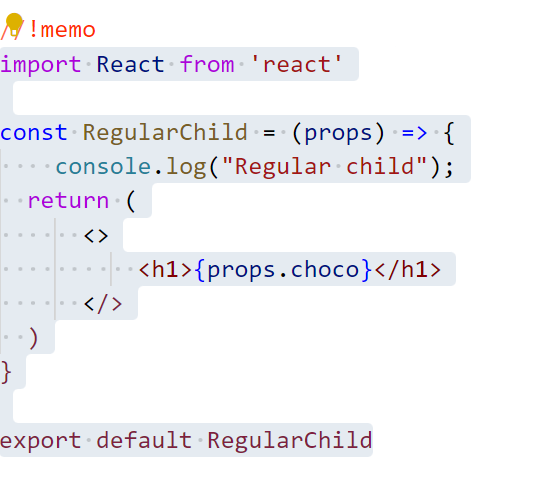 //!memo
import React from 'react'
const RegularChild = (props) => {
    console.log("Regular child");
  return (
      <>
          <h1>{props.choco}</h1>
      </>
  )
}
export default RegularChild